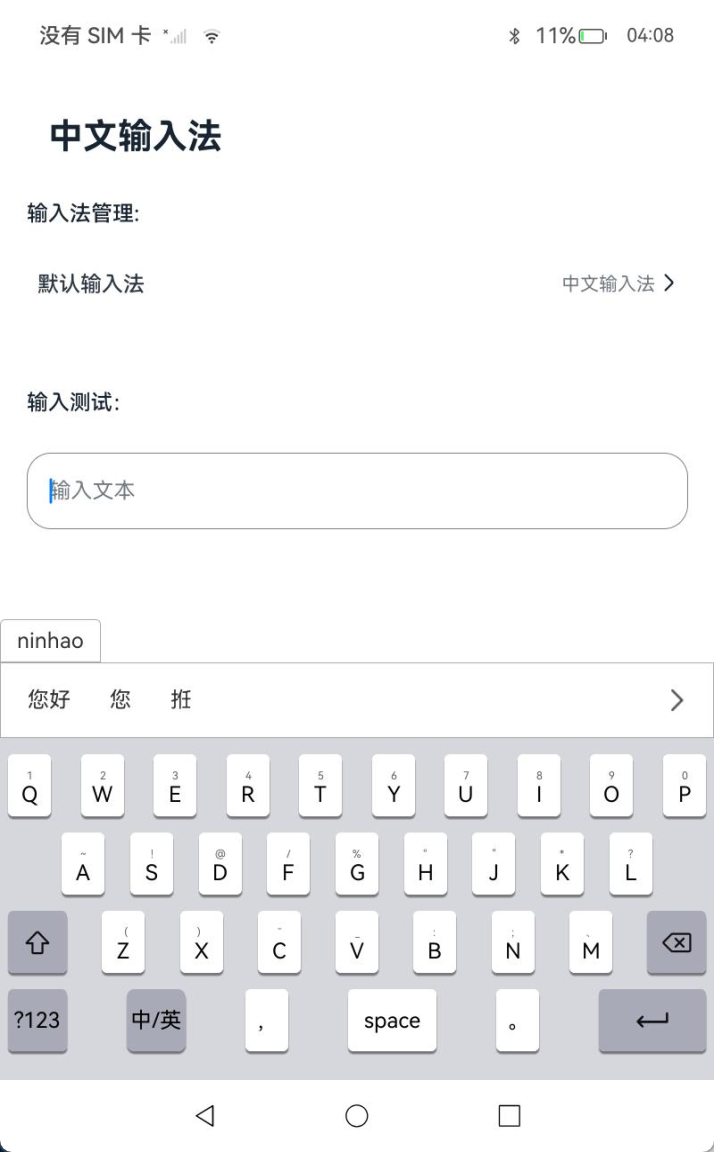 没有 SIM 卡 11% 04:08
中文输入法
输入法管理:
默认输入法 中文输入法
输入测试:
输入文本
ninhao
您好 您 拰
1 2 3 4 5 6 7 8 9 0
Q W E R T Y U I O P
~ ! @ / % “ ” * ?
A S D F G H J K L
( ) - _ : ; 、
Z X C V B N M
?123 中/英 ， space 。